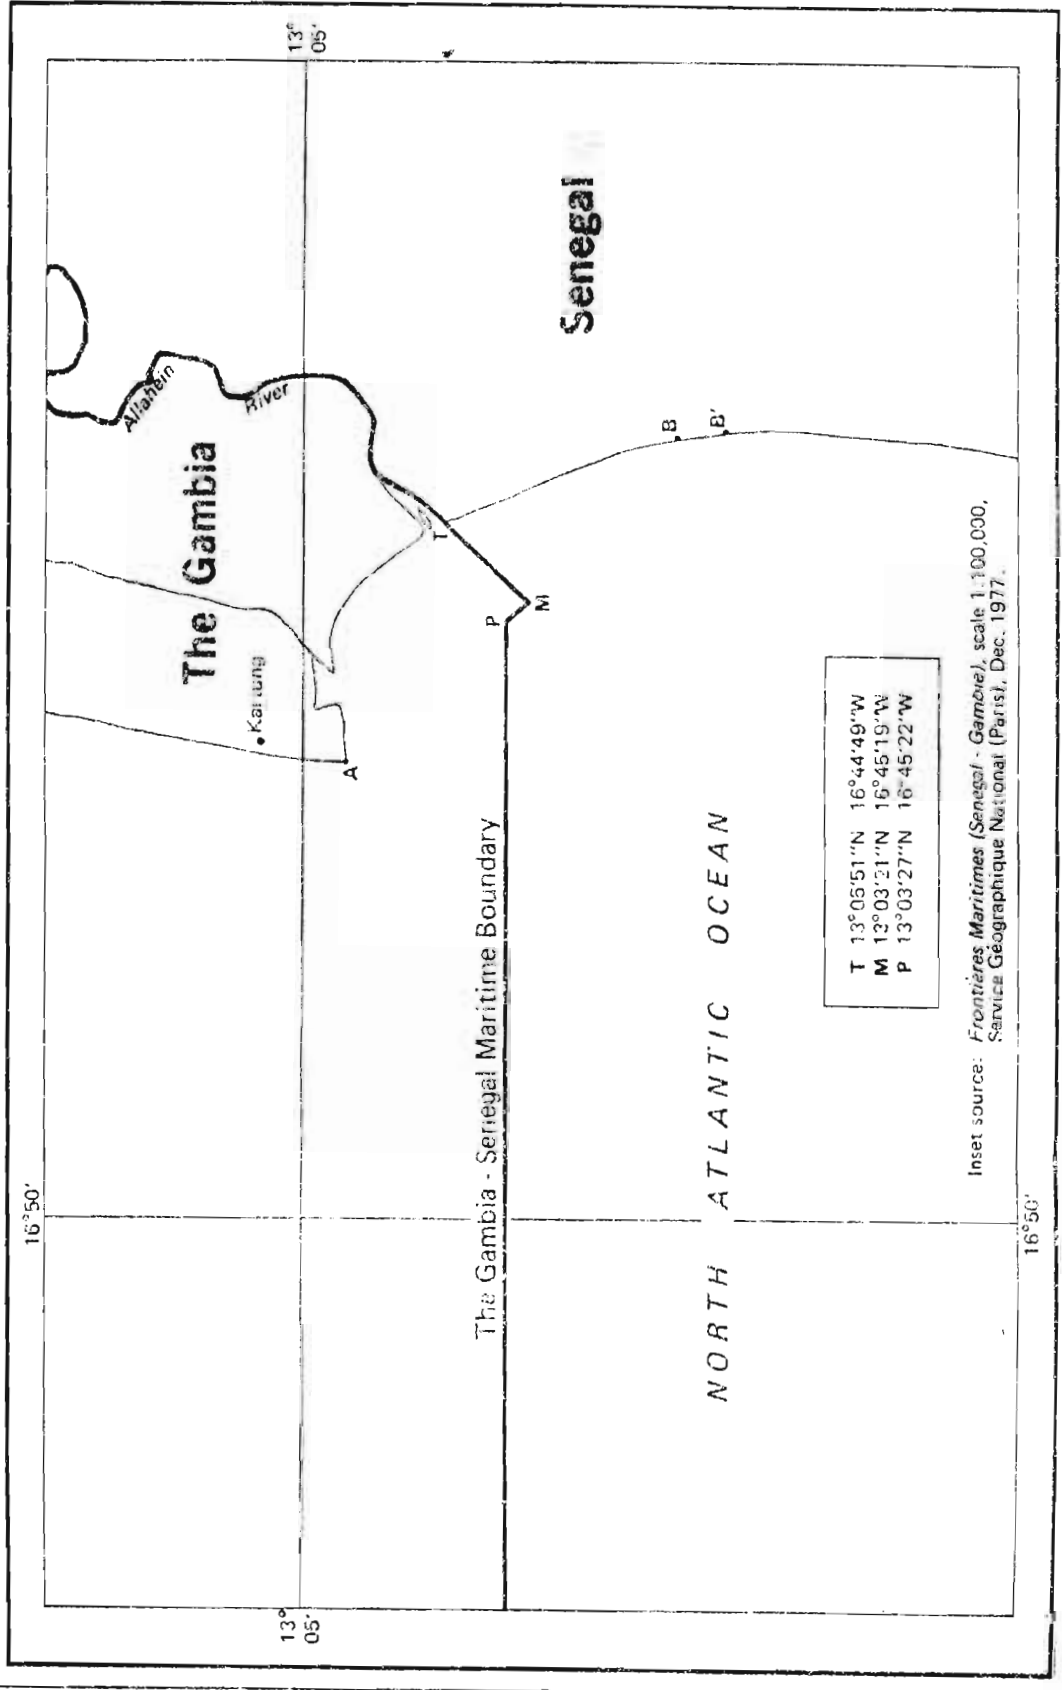 16°50'
13°
05'
13°
05'
Allahein
River
The Gambia
Kartung
A
T
P
M
B
B'
Senegal
The Gambia - Senegal Maritime Boundary
NORTH ATLANTIC OCEAN
T 13°05'51"N 16°44'49"W
M 13°03'21"N 16°45'19"W
P 13°03'27"N 16°45'22"W
Inset source: Frontières Maritimes (Senegal - Gambie), scale 1:100,000,
Service Géographique National (Paris), Dec. 1977.
16°50'